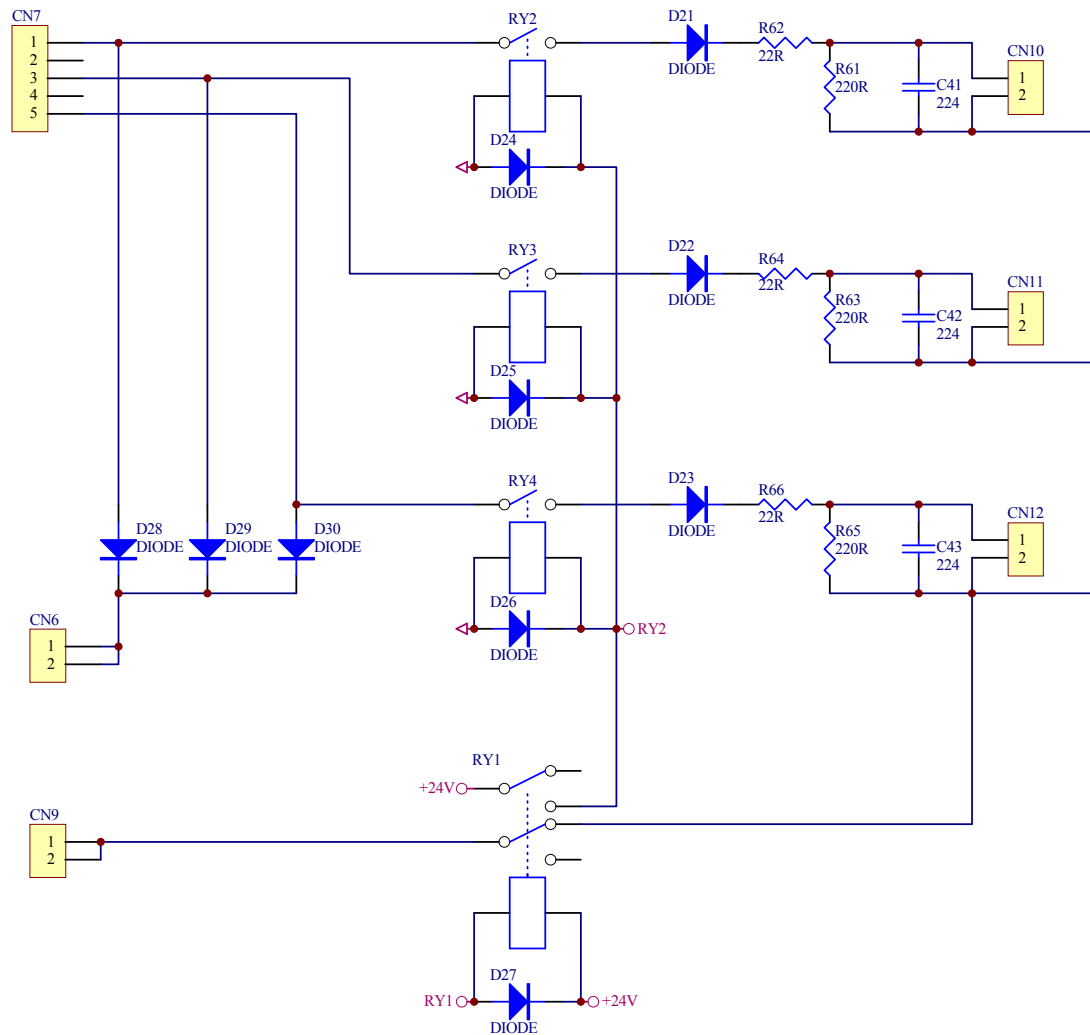 CN7
1
2
3
4
5
RY2
D21
DIODE
R62
22R
R61
220R
C41
224
CN10
1
2
D24
DIODE
RY3
D22
DIODE
R64
22R
R63
220R
C42
224
CN11
1
2
D25
DIODE
RY4
D23
DIODE
R66
22R
R65
220R
C43
224
CN12
1
2
D28
DIODE
D29
DIODE
D30
DIODE
D26
DIODE
RY2
CN6
1
2
RY1
+24V
CN9
1
2
D27
DIODE
RY1
+24V